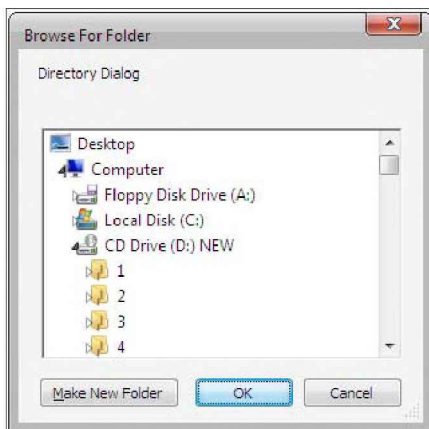 Browse For Folder
Directory Dialog
Desktop
Computer
Floppy Disk Drive (A:)
Local Disk (C:)
CD Drive (D:) NEW
1
2
3
4
Make New Folder OK Cancel